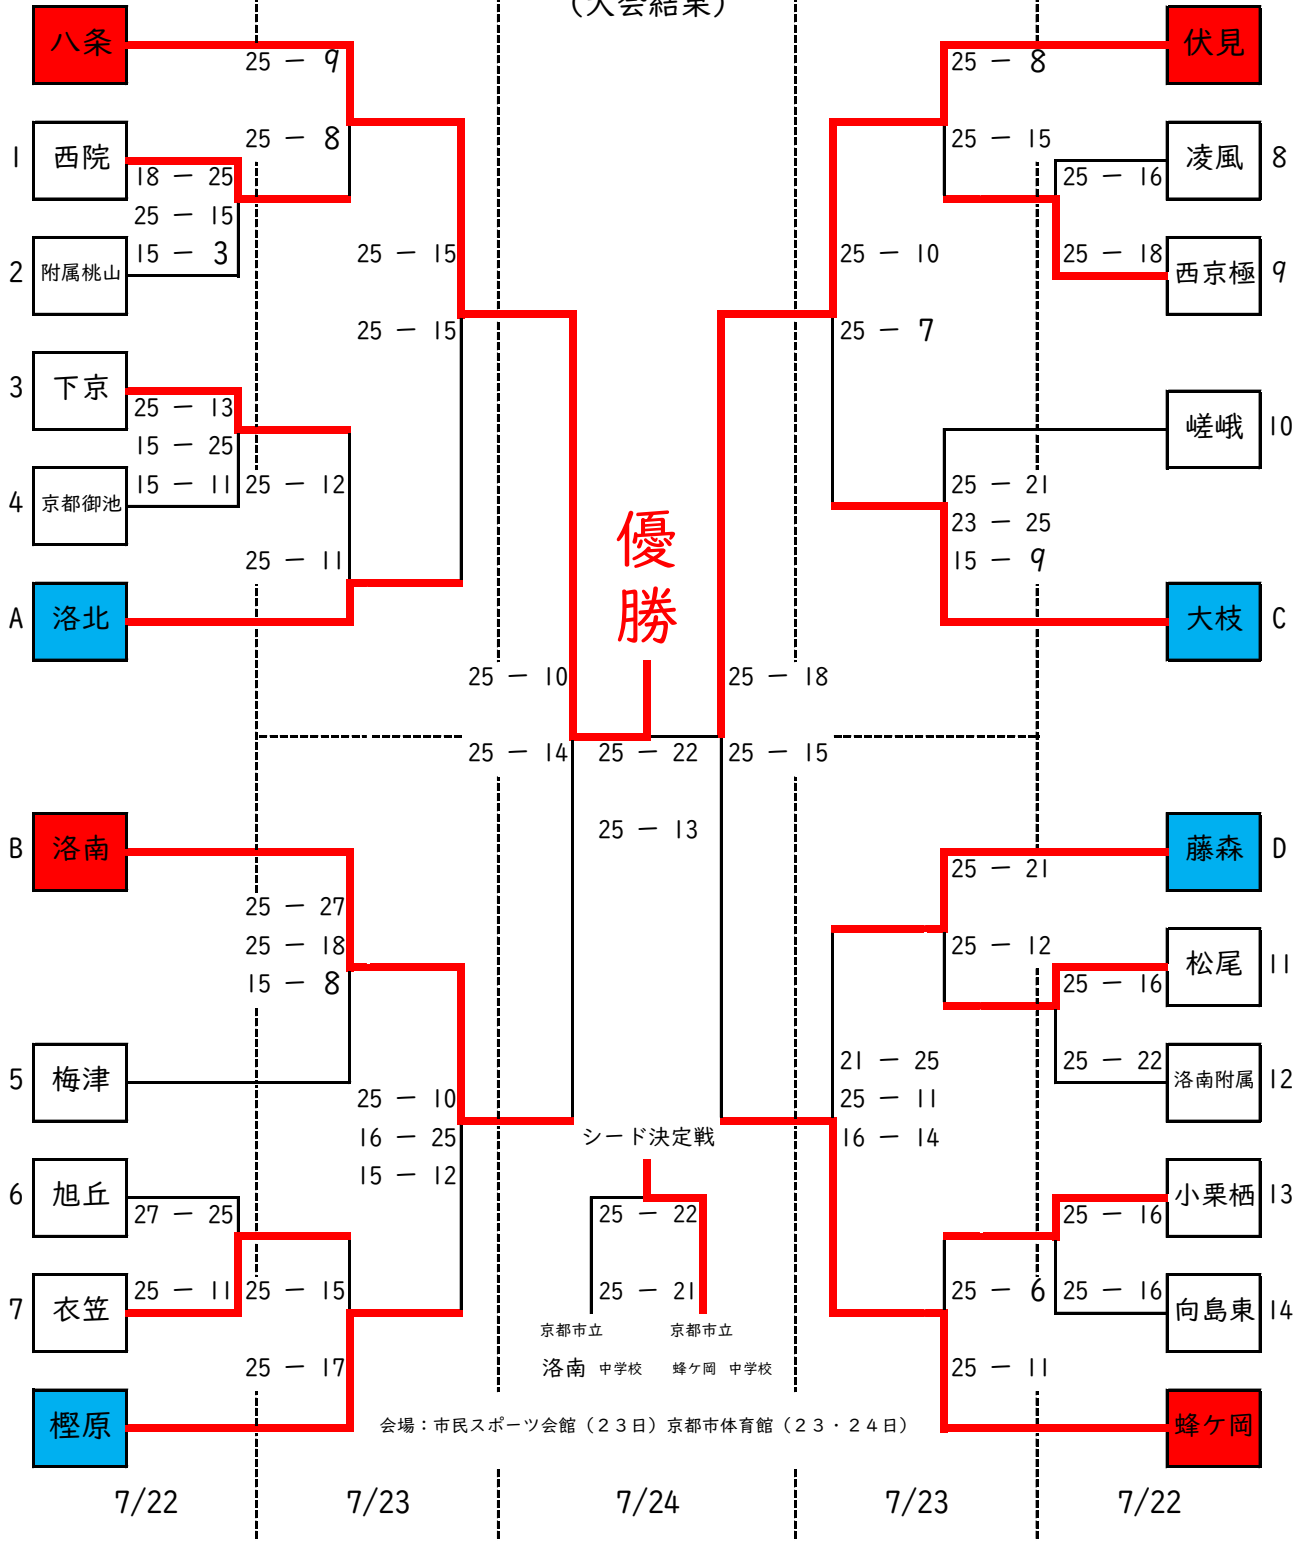 （大会結果）
八条
25 － 9
25 － 8
1 西院
18 － 25
25 － 15
15 － 3
2 附属桃山
25 － 15
25 － 15
3 下京
25 － 13
15 － 25
15 － 11
4 京都御池
25 － 12
25 － 11
A 洛北
25 － 10
25 － 14
B 洛南
25 － 27
25 － 18
15 － 8
5 梅津
25 － 10
16 － 25
15 － 12
6 旭丘
27 － 25
25 － 11
7 衣笠
25 － 15
25 － 17
樫原
優
勝
25 － 22
25 － 13
伏見
25 － 8
25 － 15
凌風 8
25 － 16
25 － 18
西京極 9
25 － 10
25 － 7
嵯峨 10
25 － 21
23 － 25
15 － 9
大枝 C
25 － 18
25 － 15
藤森 D
25 － 21
25 － 12
松尾 11
25 － 16
25 － 22
洛南附属 12
21 － 25
25 － 11
16 － 14
小栗栖 13
25 － 16
25 － 16
向島東 14
25 － 6
25 － 11
蜂ケ岡
シード決定戦
25 － 22
25 － 21
京都市立 京都市立
洛南 中学校 蜂ケ岡 中学校
会場：市民スポーツ会館（２３日）京都市体育館（２３・２４日）
7/22 7/23 7/24 7/23 7/22